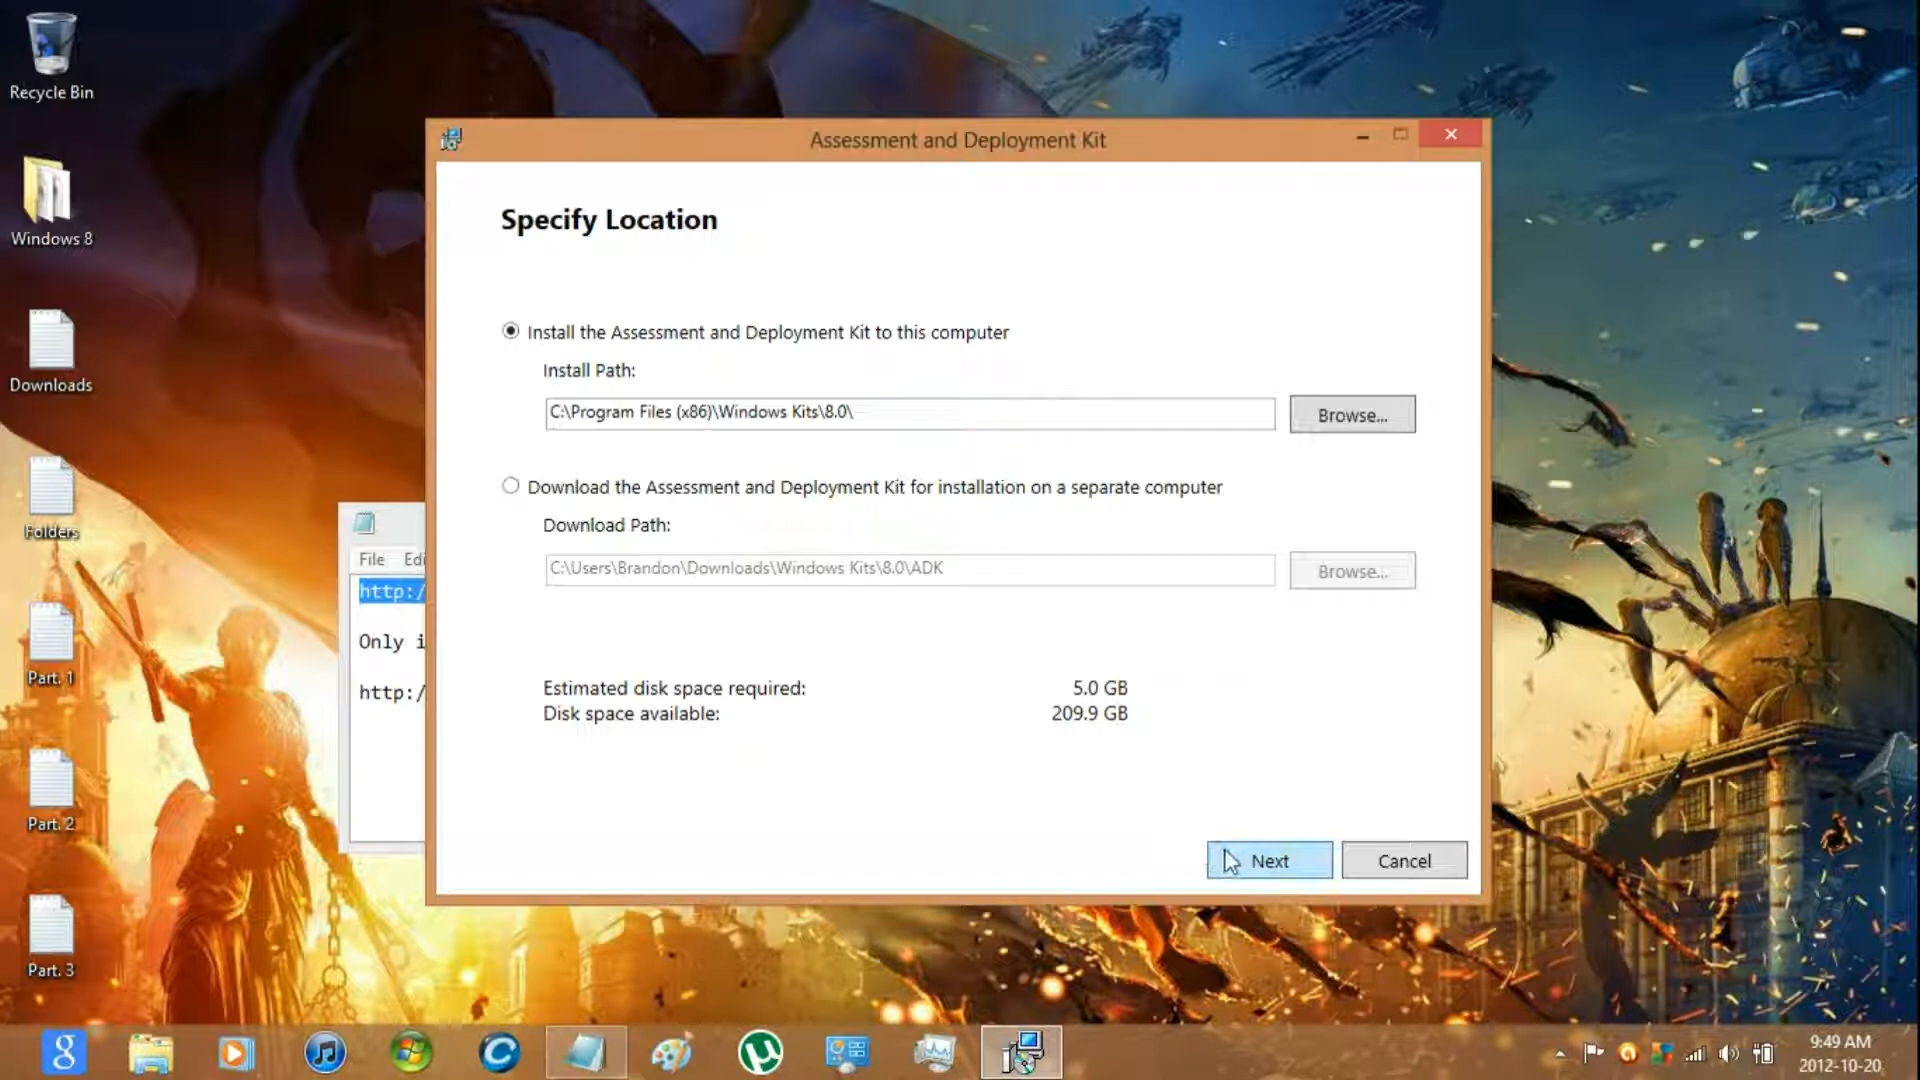 Recycle Bin
Windows 8
Downloads
Folders
Part. 1
Part. 2
Part. 3
Assessment and Deployment Kit
Specify Location
Install the Assessment and Deployment Kit to this computer
Install Path:
C:\Program Files (x86)\Windows Kits\8.0\
Browse...
Download the Assessment and Deployment Kit for installation on a separate computer
Download Path:
C:\Users\Brandon\Downloads\Windows Kits\8.0\ADK
Browse...
Estimated disk space required: 5.0 GB
Disk space available: 209.9 GB
Next
Cancel
File Edi
http:/
Only i
http:/
9:49 AM
2012-10-20